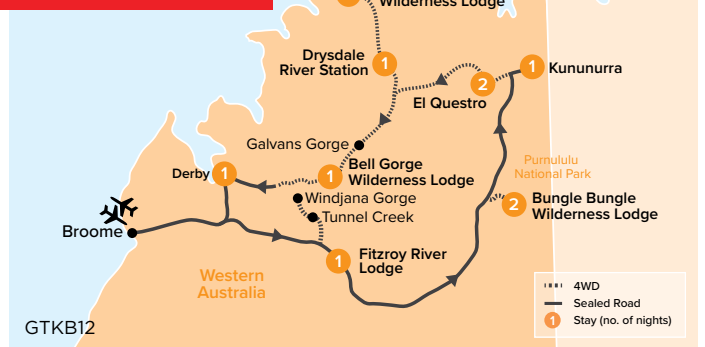 Wilderness Lodge
Drysdale
River Station
1
1
Kununurra
2
El Questro
Galvans Gorge
Derby
1
1
Bell Gorge
Wilderness Lodge
Purnululu
National Park
Windjana Gorge
Tunnel Creek
2
Bungle Bungle
Wilderness Lodge
Broome
1
Fitzroy River
Lodge
Western
Australia
4WD
Sealed Road
1 Stay (no. of nights)
GTKB12